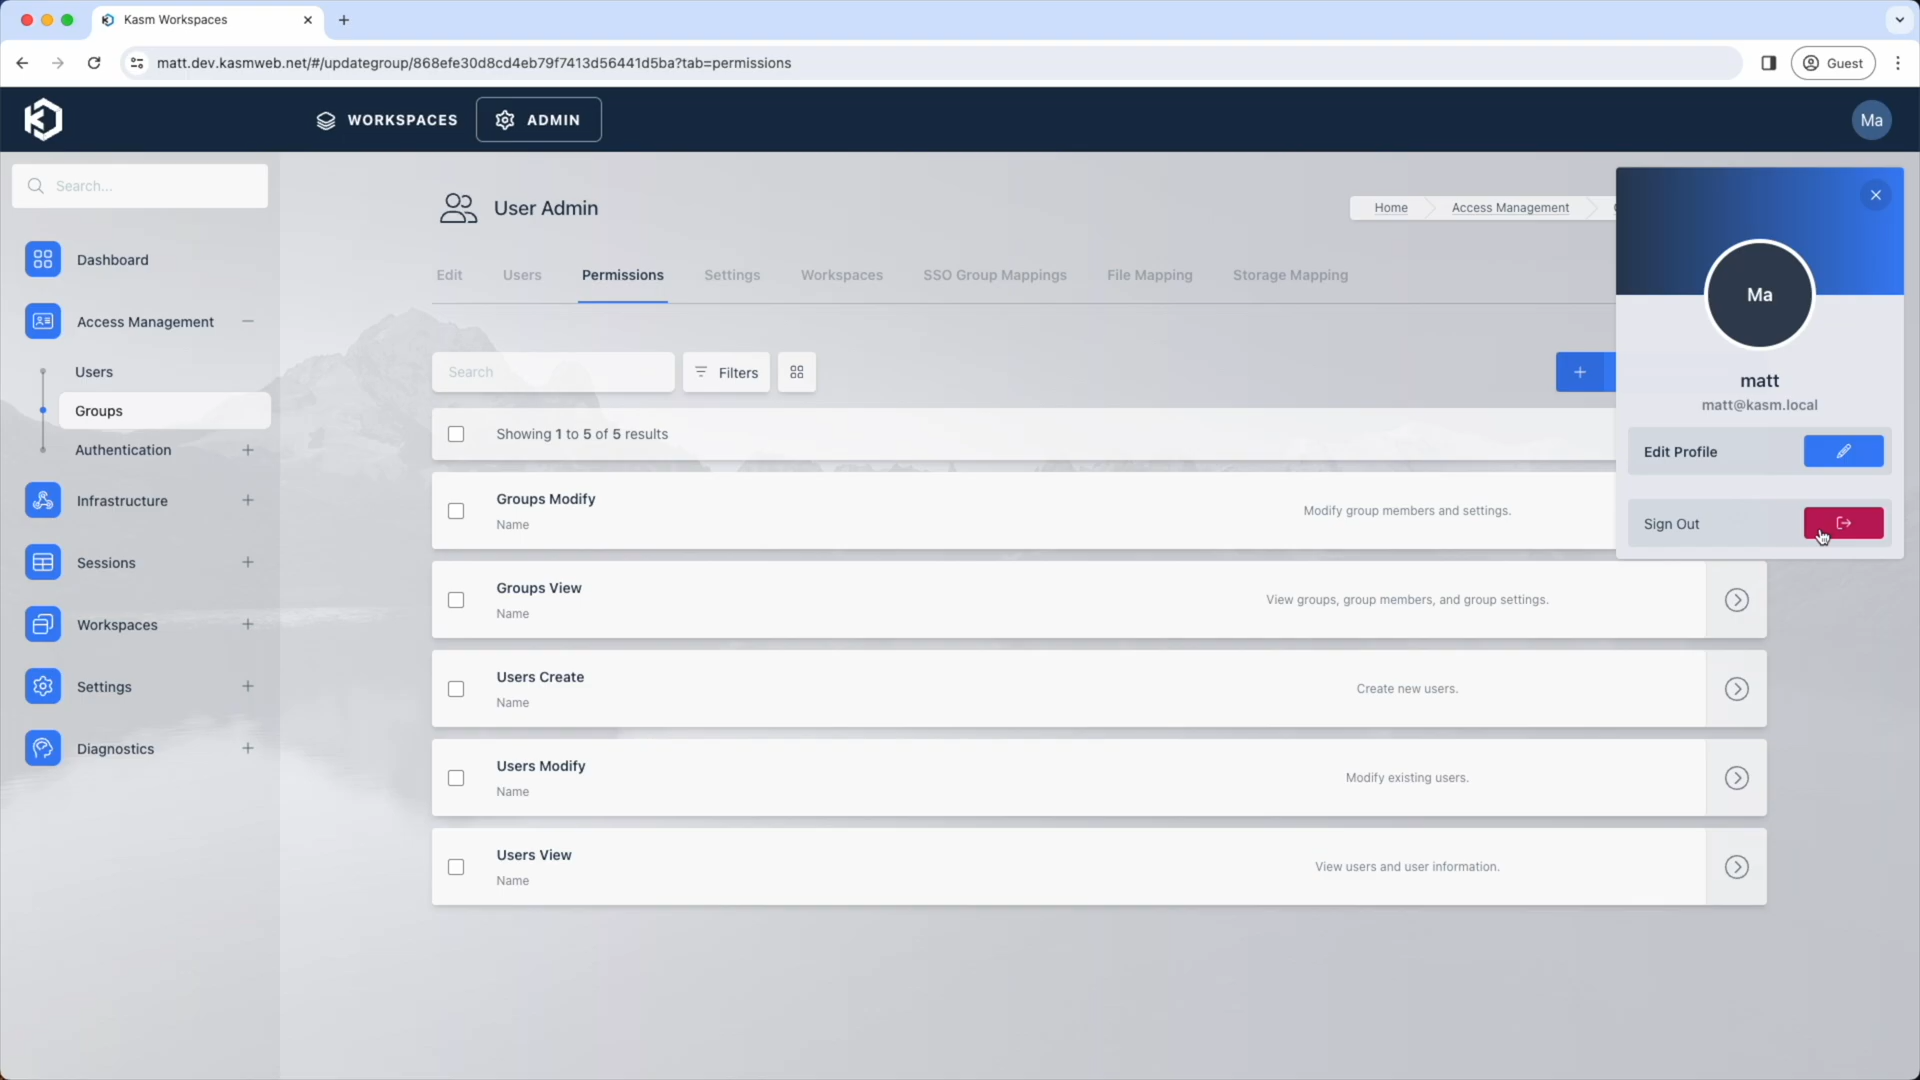 Kasm Workspaces
matt.dev.kasmweb.net/#/updategroup/868efe30d8cd4eb79f7413d56441d5ba?tab=permissions
Guest
WORKSPACES
ADMIN
Ma
Search...
Dashboard
Access Management
Users
Groups
Authentication
Infrastructure
Sessions
Workspaces
Settings
Diagnostics
User Admin
Home
Access Management
Edit
Users
Permissions
Settings
Workspaces
SSO Group Mappings
File Mapping
Storage Mapping
Search
Filters
Showing 1 to 5 of 5 results
Groups Modify
Name
Modify group members and settings.
Groups View
Name
View groups, group members, and group settings.
Users Create
Name
Create new users.
Users Modify
Name
Modify existing users.
Users View
Name
View users and user information.
Ma
matt
matt@kasm.local
Edit Profile
Sign Out